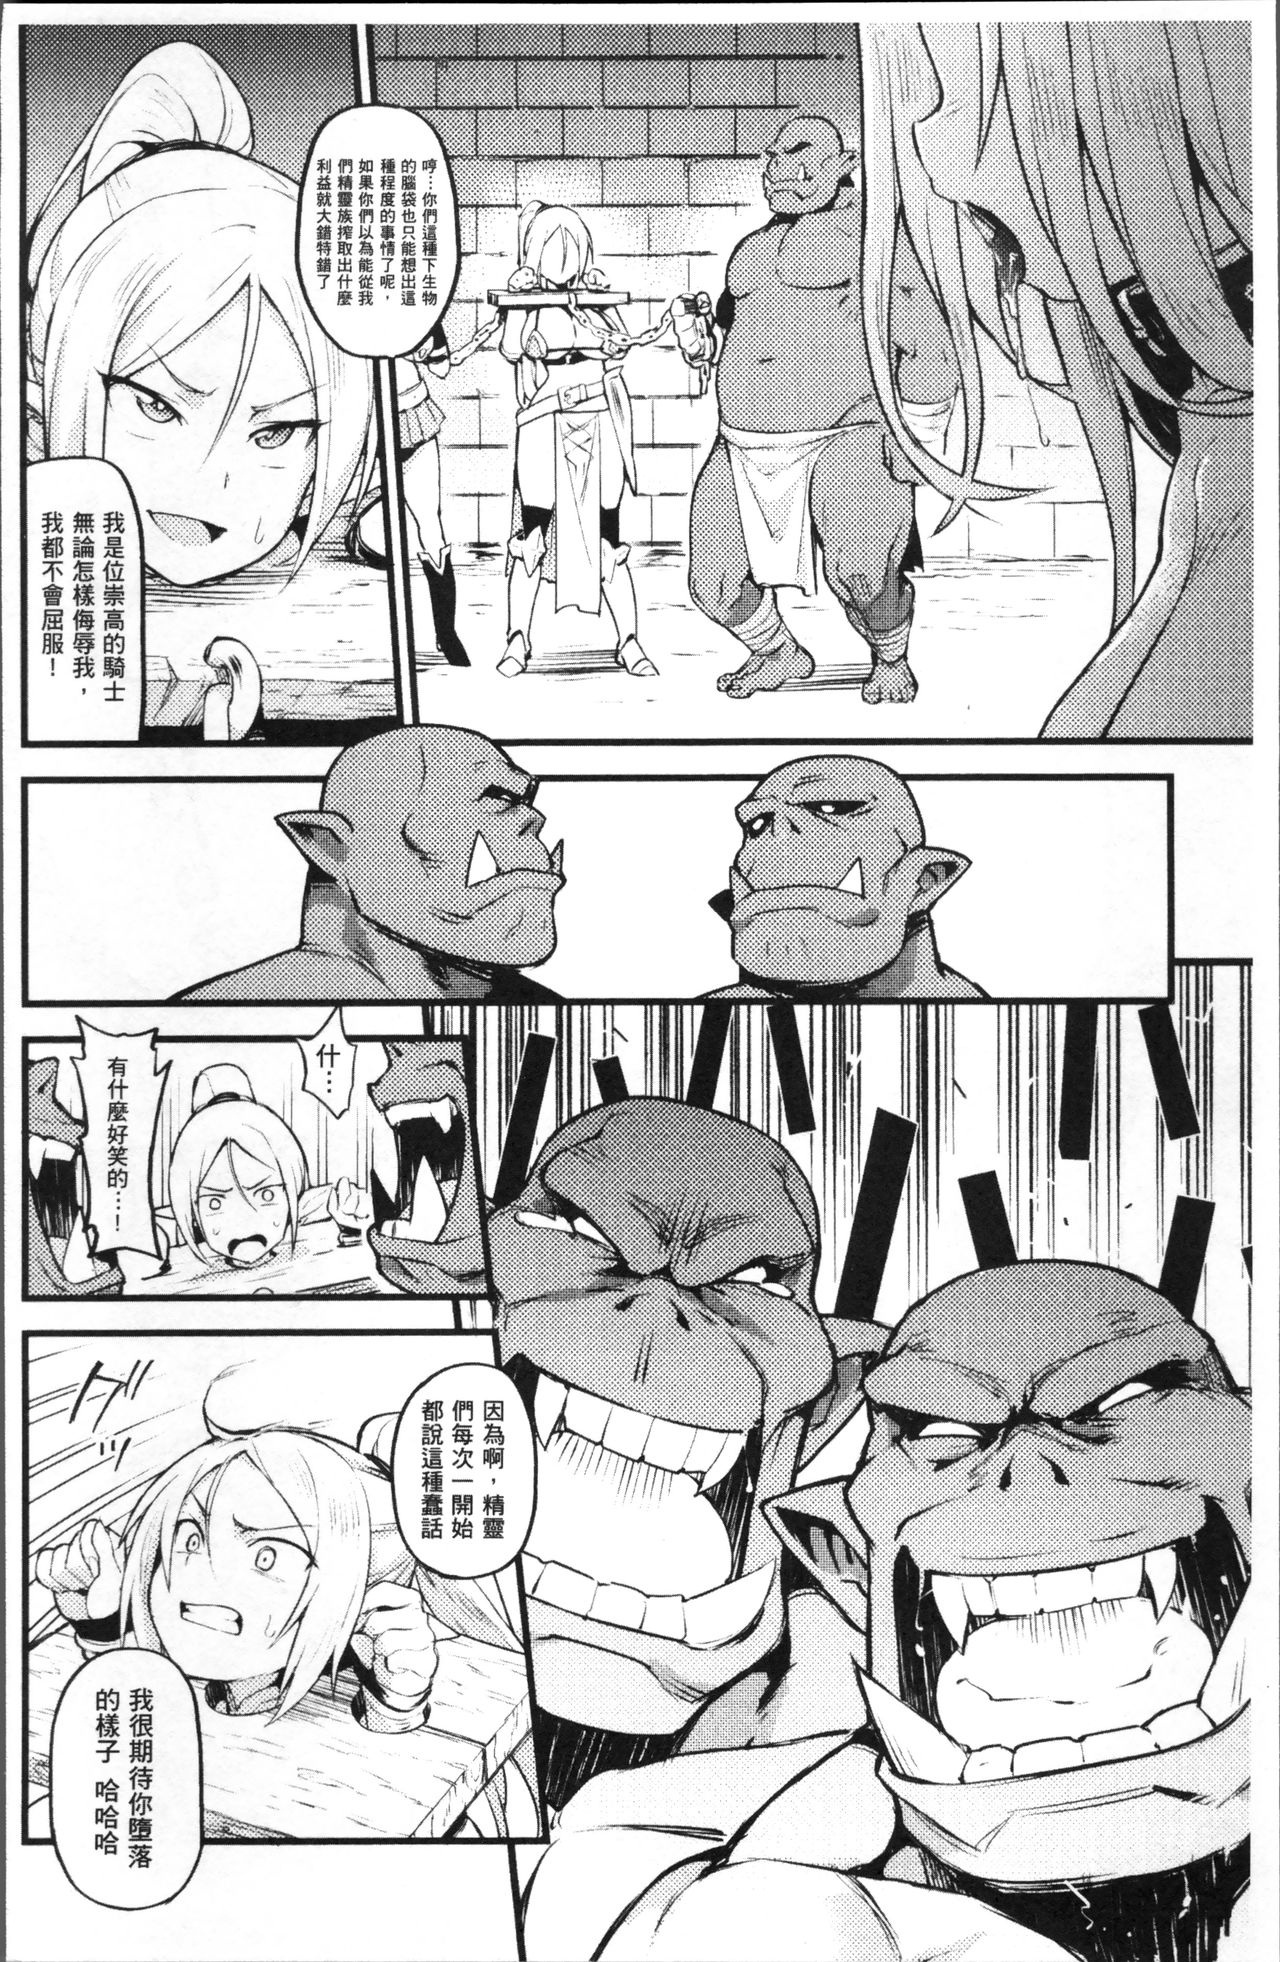 哼…你們這種下生物
的腦袋也只能想出這
種程度的事情了呢，
如果你們以為能從我
們精靈族搾取出什麼
利益就大錯特錯了
我是位崇高的騎士
無論怎樣侮辱我，
我都不會屈服！
什…
有什麼好笑的…！
因為啊，精靈
們每次一開始
都說這種蠢話
ガッ
我很期待你墮落
的樣子 哈哈哈